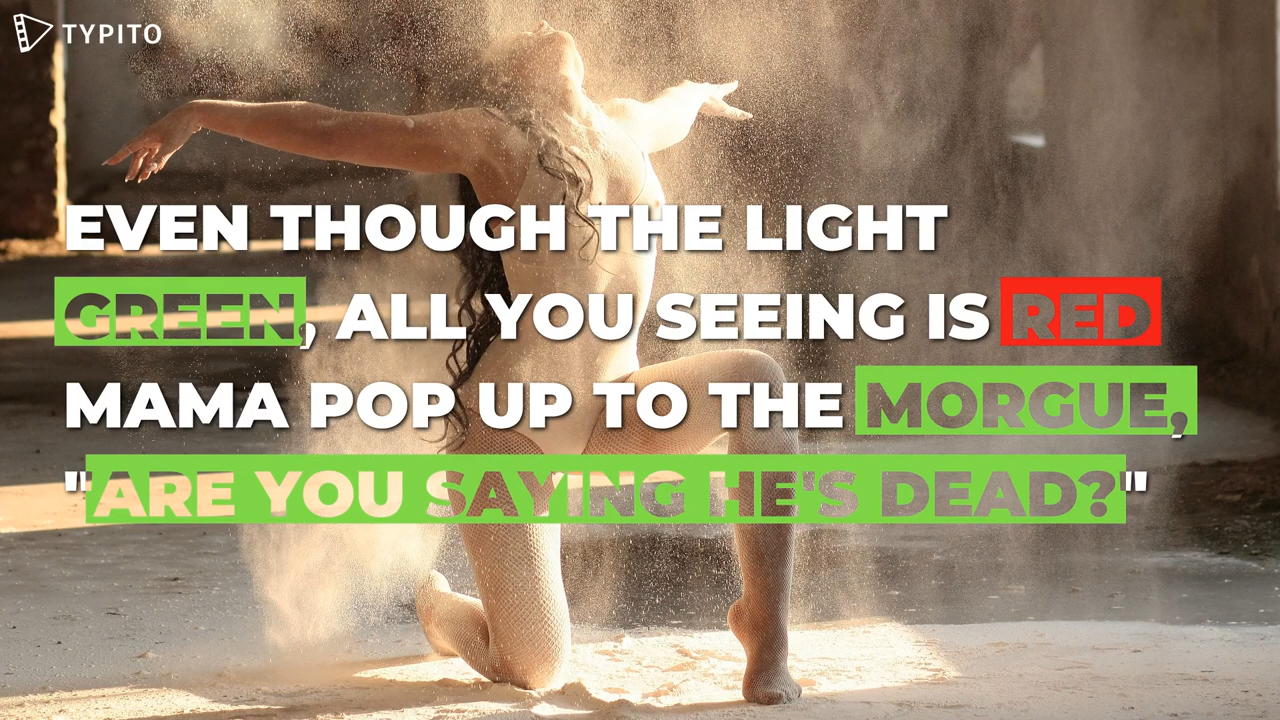 TYPITO
EVEN THOUGH THE LIGHT
GREEN, ALL YOU SEEING IS RED
MAMA POP UP TO THE MORGUE,
"ARE YOU SAYING HE'S DEAD?"